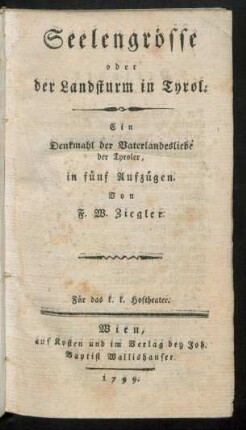 Seelengrösse
oder
der Landsturm in Tyrol.
Ein
Denkmahl der Vaterlandesliebe
der Tyroler,
in fünf Aufzügen.
Von
F. W. Ziegler.
Für das k. k. Hoftheater.
Wien,
auf Kosten und im Verlag bey Joh.
Baptist Wallishausser.
1799.